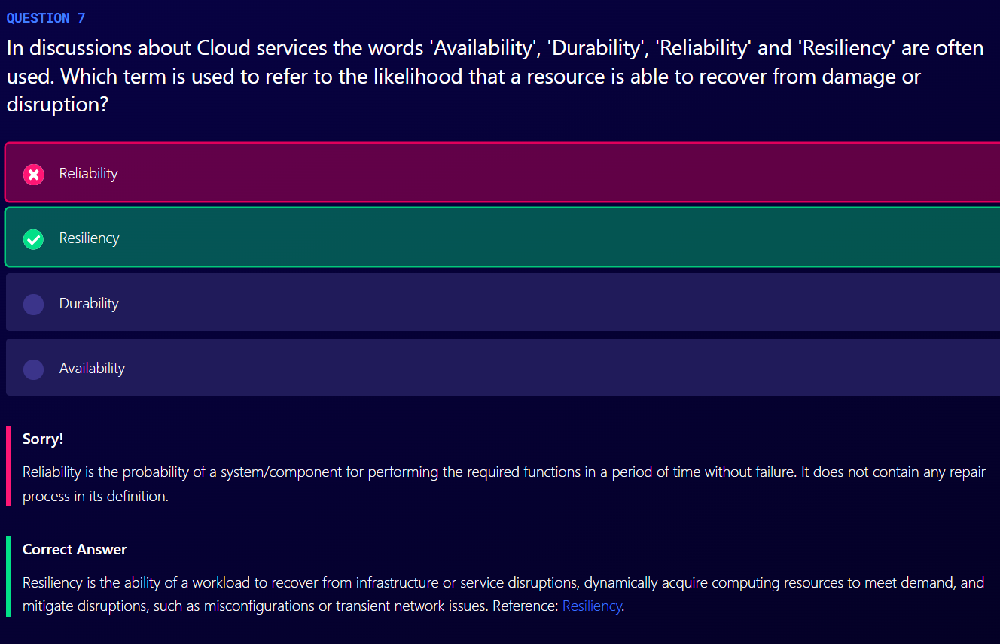 QUESTION 7
In discussions about Cloud services the words 'Availability', 'Durability', 'Reliability' and 'Resiliency' are often
used. Which term is used to refer to the likelihood that a resource is able to recover from damage or
disruption?
Reliability
Resiliency
Durability
Availability
Sorry!
Reliability is the probability of a system/component for performing the required functions in a period of time without failure. It does not contain any repair
process in its definition.
Correct Answer
Resiliency is the ability of a workload to recover from infrastructure or service disruptions, dynamically acquire computing resources to meet demand, and
mitigate disruptions, such as misconfigurations or transient network issues. Reference: Resiliency.